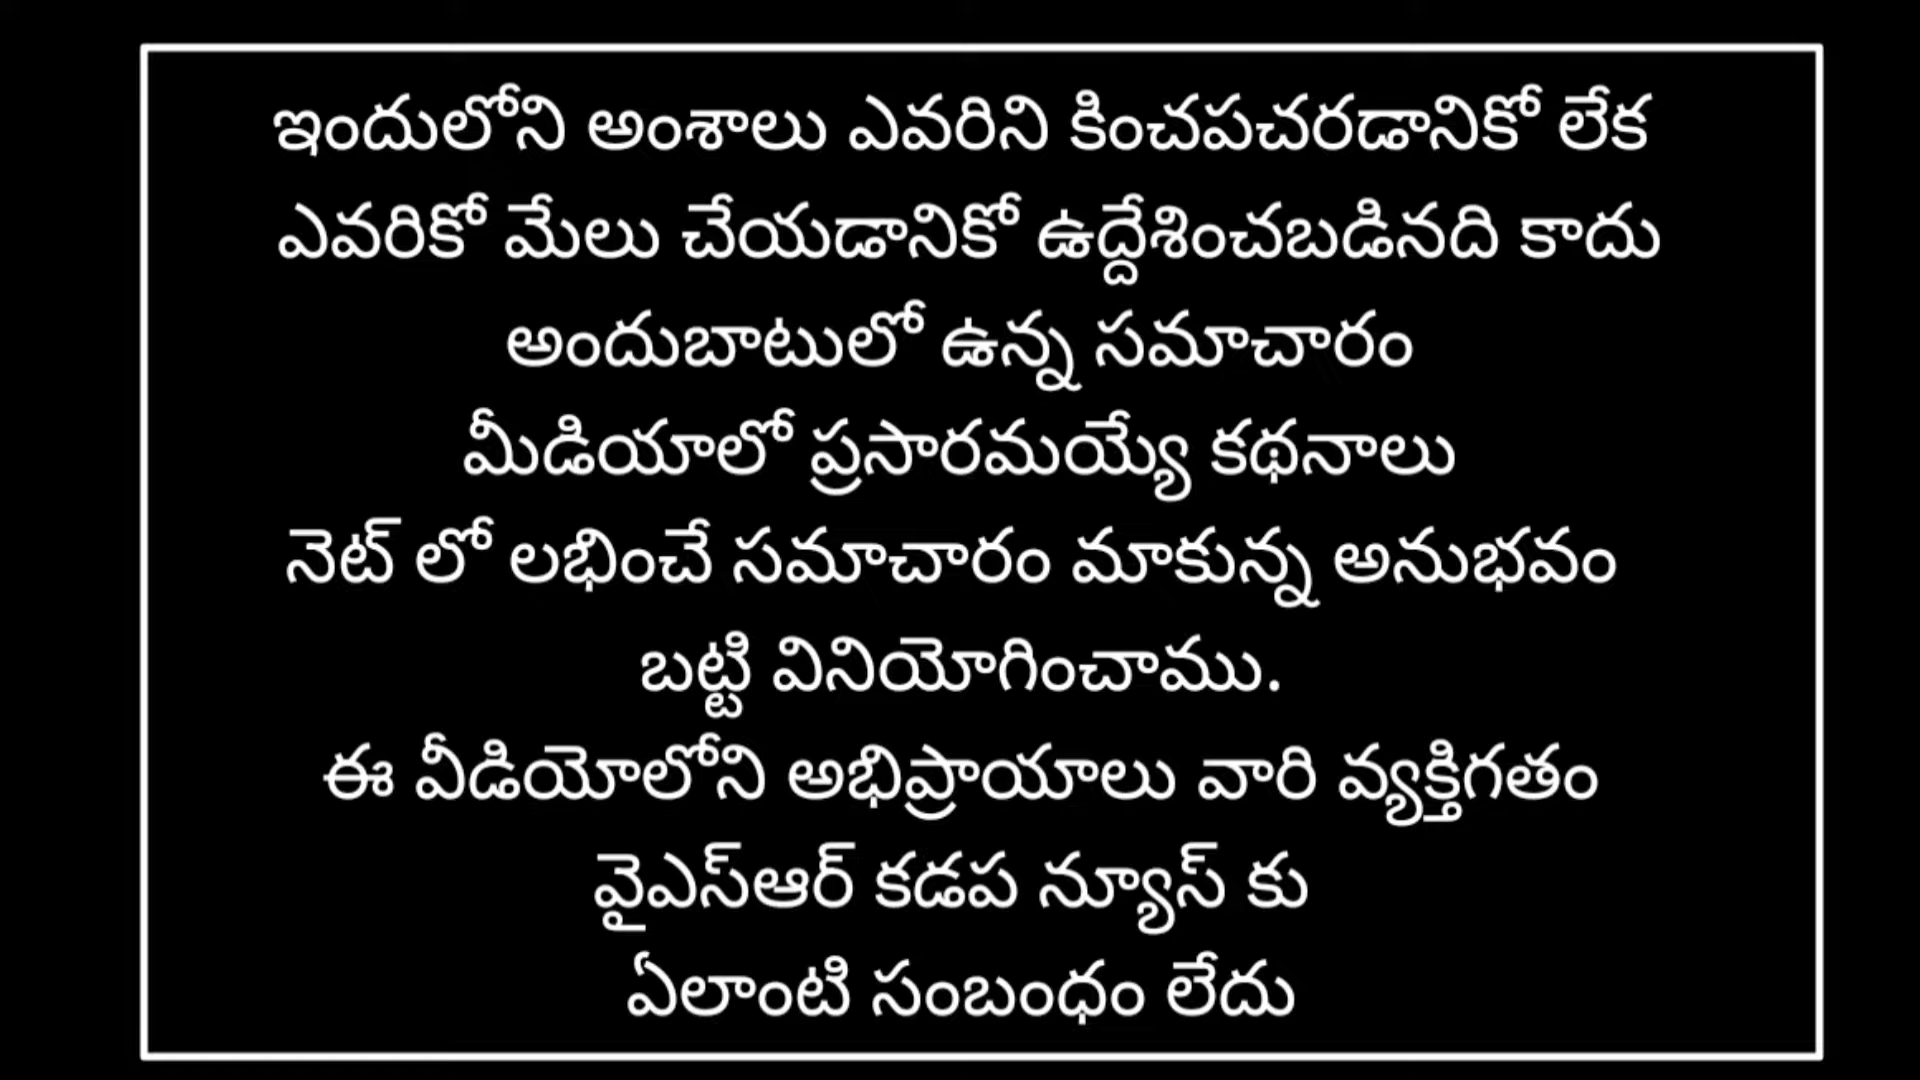 ఇందులోని అంశాలు ఎవరిని కించపచరడానికో లేక
ఎవరికో మేలు చేయడానికో ఉద్దేశించబడినది కాదు
అందుబాటులో ఉన్న సమాచారం
మీడియాలో ప్రసారమయ్యే కథనాలు
నెట్ లో లభించే సమాచారం మాకున్న అనుభవం
బట్టి వినియోగించాము.
ఈ వీడియోలోని అభిప్రాయాలు వారి వ్యక్తిగతం
వైఎస్ఆర్ కడప న్యూస్ కు
ఏలాంటి సంబంధం లేదు